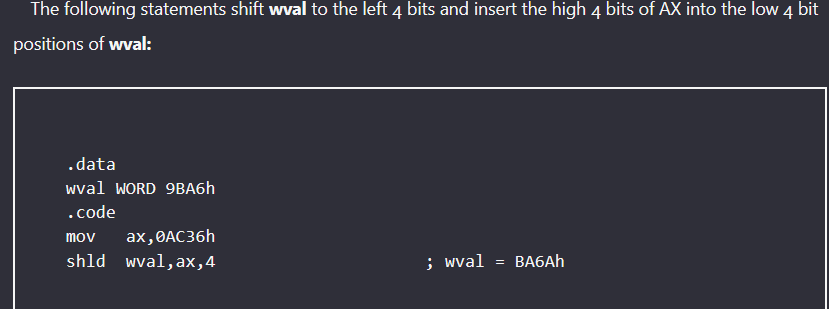 The following statements shift wval to the left 4 bits and insert the high 4 bits of AX into the low 4 bit
positions of wval:
.data
wval WORD 9BA6h
.code
mov   ax,0AC36h
shld  wval,ax,4                    ; wval = BA6Ah